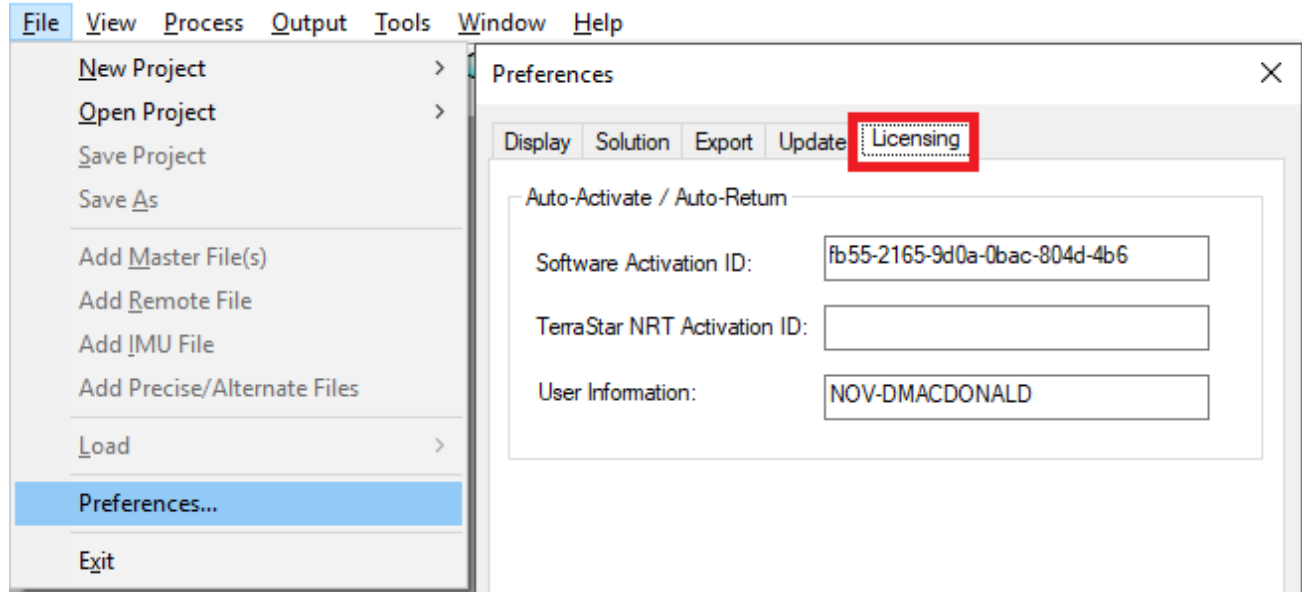 File View Process Output Tools Window Help
New Project
Open Project
Save Project
Save As
Add Master File(s)
Add Remote File
Add IMU File
Add Precise/Alternate Files
Load
Preferences...
Exit
Preferences
Display Solution Export Update Licensing
Auto-Activate / Auto-Return
Software Activation ID: fb55-2165-9d0a-0bac-804d-4b6
TerraStar NRT Activation ID:
User Information: NOV-DMACDONALD